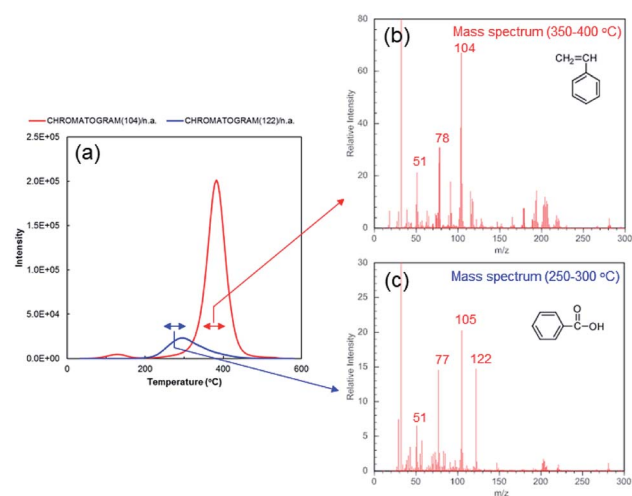 CHROMATOGRAM(104)/n.a. CHROMATOGRAM(122)/n.a.
(a)
Intensity
2.5E+05
2.0E+05
1.5E+05
1.0E+05
5.0E+04
0.0E+00
0 200 400 600
Temperature (°C)
(b)
Mass spectrum (350-400 °C)
Relative Intensity
80
60
40
20
0
104
78
51
CH₂=CH
0 50 100 150 200 250 300
m/z
(c)
Mass spectrum (250-300 °C)
Relative Intensity
30
25
20
15
10
5
0
105
77
122
51
O
C-OH
0 50 100 150 200 250 300
m/z